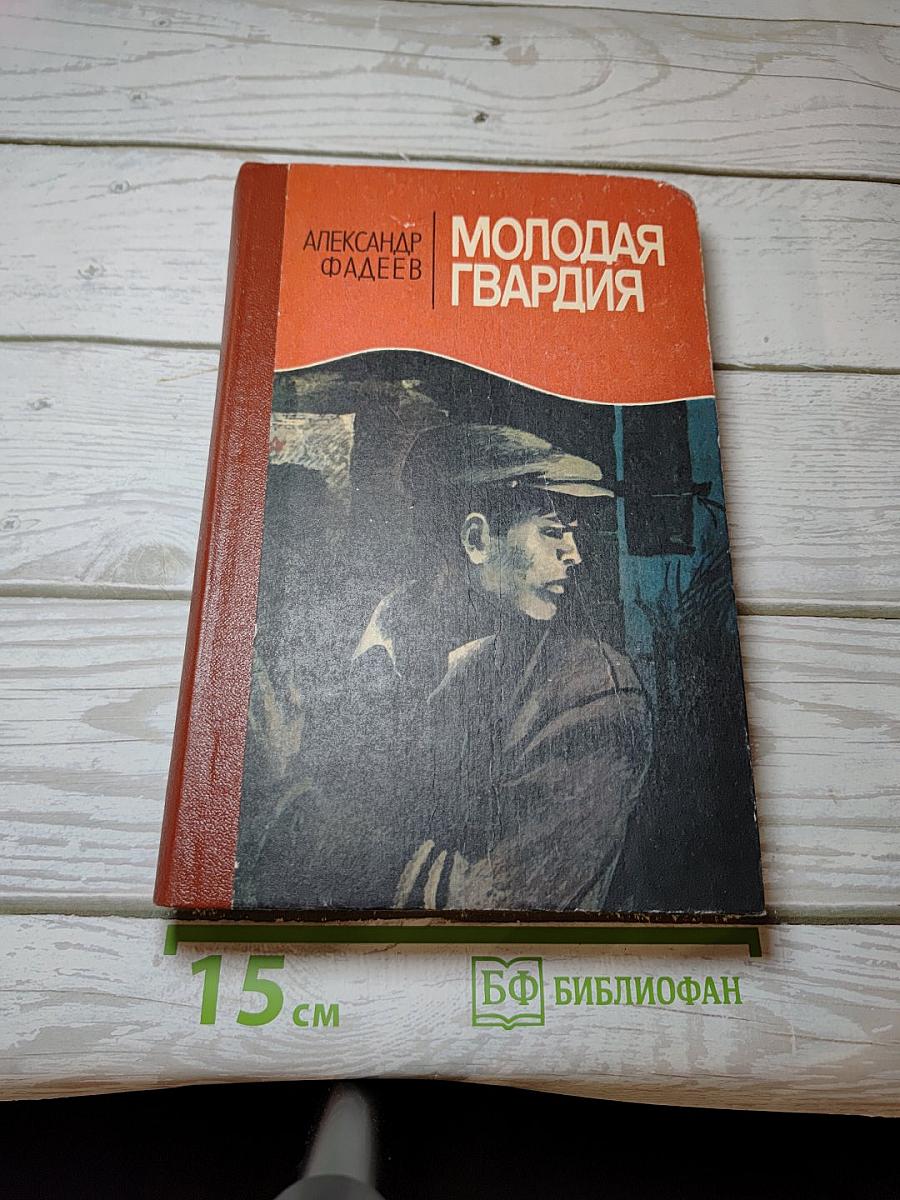 АЛЕКСАНДР
ФАДЕЕВ
МОЛОДАЯ
ГВАРДИЯ
15 см
БФ БИБЛИОФАН